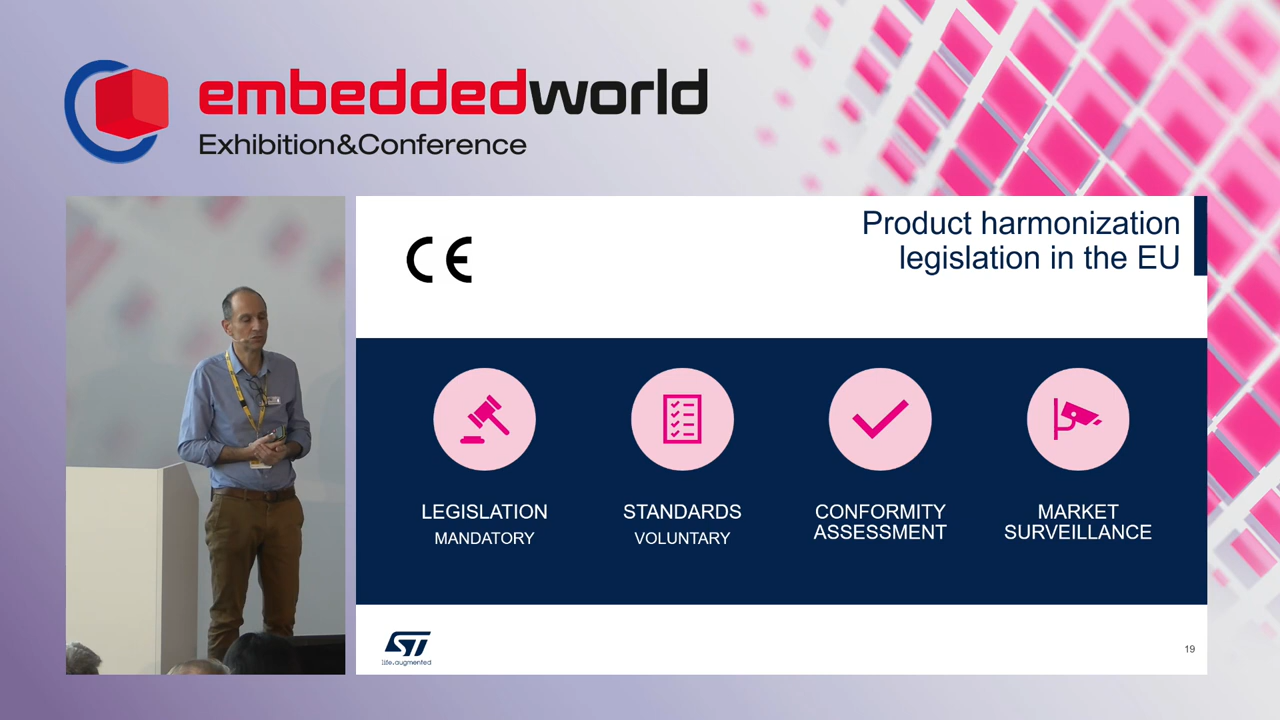 embeddedworld
Exhibition&Conference
Product harmonization
legislation in the EU
CE
LEGISLATION
MANDATORY
STANDARDS
VOLUNTARY
CONFORMITY
ASSESSMENT
MARKET
SURVEILLANCE
ST
life.augmented
19